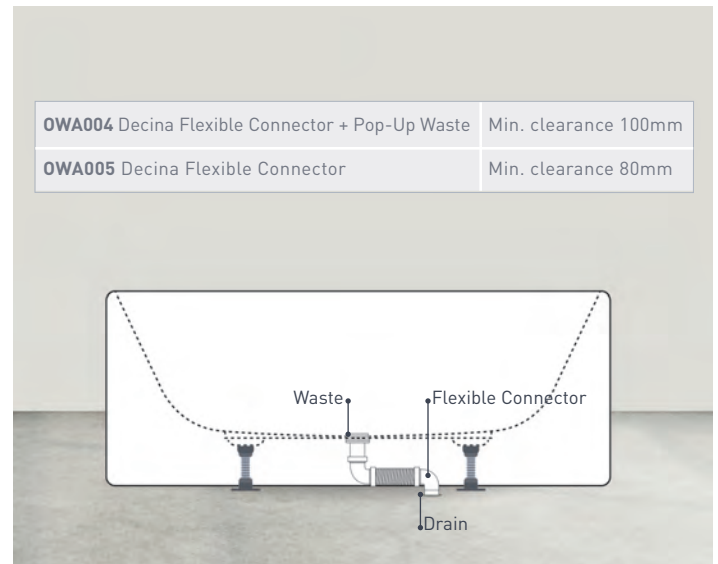 OWA004 Decina Flexible Connector + Pop-Up Waste Min. clearance 100mm
OWA005 Decina Flexible Connector Min. clearance 80mm
Waste
Flexible Connector
Drain